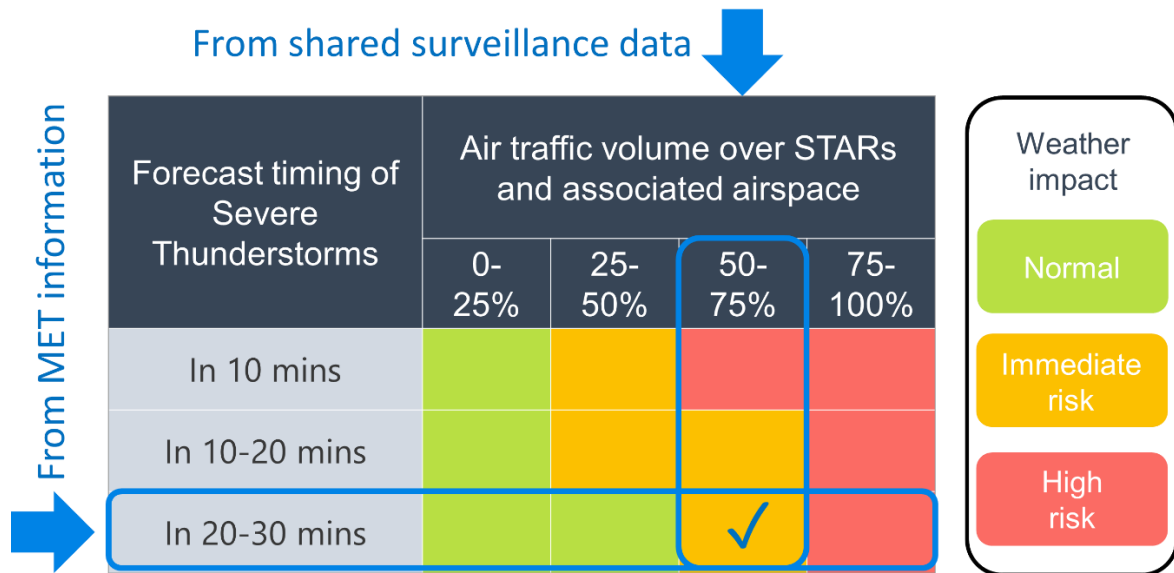 From shared surveillance data
From MET information
Forecast timing of
Severe
Thunderstorms
Air traffic volume over STARs
and associated airspace
0-
25%
25-
50%
50-
75%
75-
100%
In 10 mins
In 10-20 mins
In 20-30 mins
✓
Weather
impact
Normal
Immediate
risk
High
risk